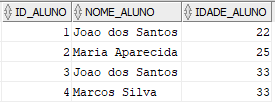 ID_ALUNO NOME_ALUNO IDADE_ALUNO
1 Joao dos Santos 22
2 Maria Aparecida 25
3 Joao dos Santos 33
4 Marcos Silva 33